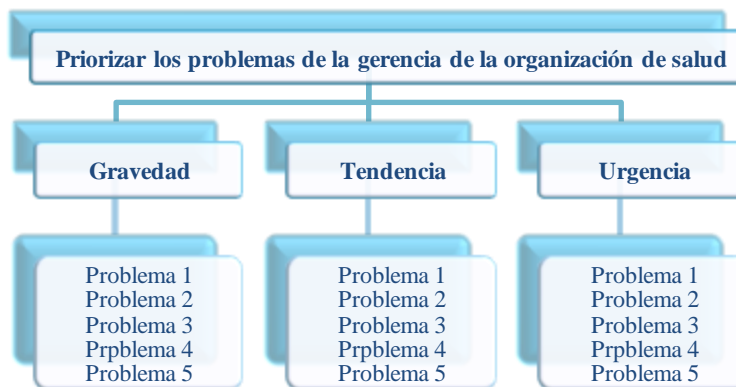 Priorizar los problemas de la gerencia de la organización de salud
Gravedad
Problema 1
Problema 2
Problema 3
Prpblema 4
Problema 5
Tendencia
Problema 1
Problema 2
Problema 3
Prpblema 4
Problema 5
Urgencia
Problema 1
Problema 2
Problema 3
Prpblema 4
Problema 5